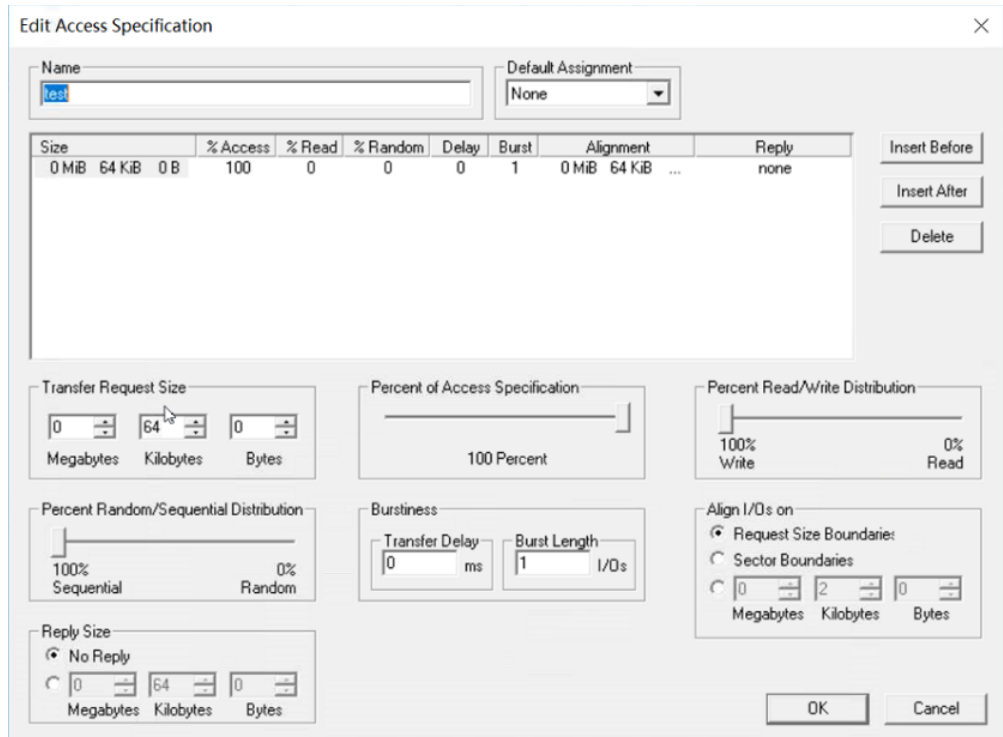 Edit Access Specification
Name
test
Default Assignment
None
Size % Access % Read % Random Delay Burst Alignment Reply
0 MiB 64 KiB 0 B 100 0 0 0 1 0 MiB 64 KiB ... none
Insert Before
Insert After
Delete
Transfer Request Size
0 64 0
Megabytes Kilobytes Bytes
Percent of Access Specification
100 Percent
Percent Read/Write Distribution
100% 0%
Write Read
Percent Random/Sequential Distribution
100% 0%
Sequential Random
Burstiness
Transfer Delay
0 ms
Burst Length
1 I/Os
Align I/Os on
Request Size Boundaries
Sector Boundaries
0 2 0
Megabytes Kilobytes Bytes
Reply Size
No Reply
0 64 0
Megabytes Kilobytes Bytes
OK Cancel